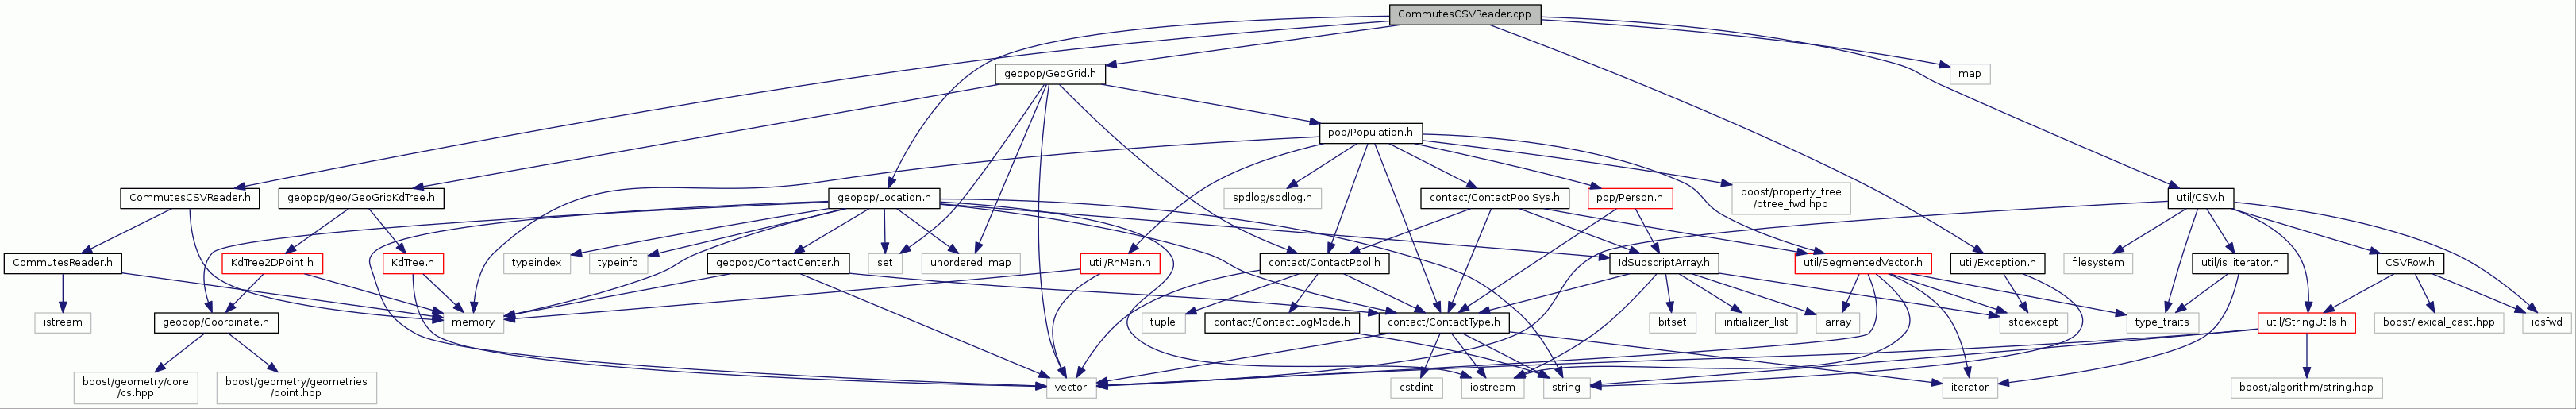 CommutesCSVReader.cpp
geopop/GeoGrid.h
map
pop/Population.h
CommutesCSVReader.h
geopop/geo/GeoGridKdTree.h
geopop/Location.h
spdlog/spdlog.h
contact/ContactPoolSys.h
pop/Person.h
boost/property_tree
/ptree_fwd.hpp
util/CSV.h
CommutesReader.h
KdTree2DPoint.h
KdTree.h
typeindex
typeinfo
geopop/ContactCenter.h
set
unordered_map
util/RnMan.h
contact/ContactPool.h
IdSubscriptArray.h
util/SegmentedVector.h
util/Exception.h
filesystem
util/is_iterator.h
CSVRow.h
istream
geopop/Coordinate.h
memory
tuple
contact/ContactLogMode.h
contact/ContactType.h
bitset
initializer_list
array
stdexcept
type_traits
util/StringUtils.h
boost/lexical_cast.hpp
iosfwd
boost/geometry/core
/cs.hpp
boost/geometry/geometries
/point.hpp
vector
cstdint
iostream
string
iterator
boost/algorithm/string.hpp